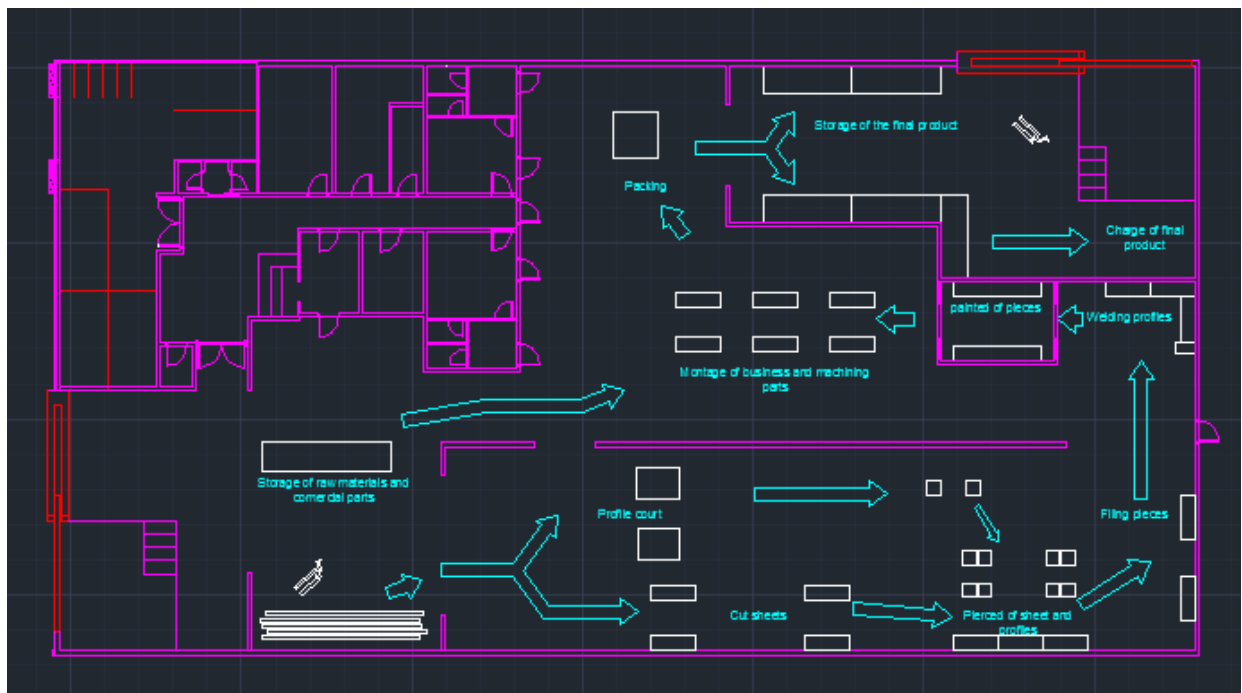 Storage of the final product
Packing
Charge of final
product
painted of pieces
Welding profiles
Montage of business and machining
parts
Storage of raw materials and
comercial parts
Profile court
Filing pieces
Cut sheets
Pierced of sheet and
profiles